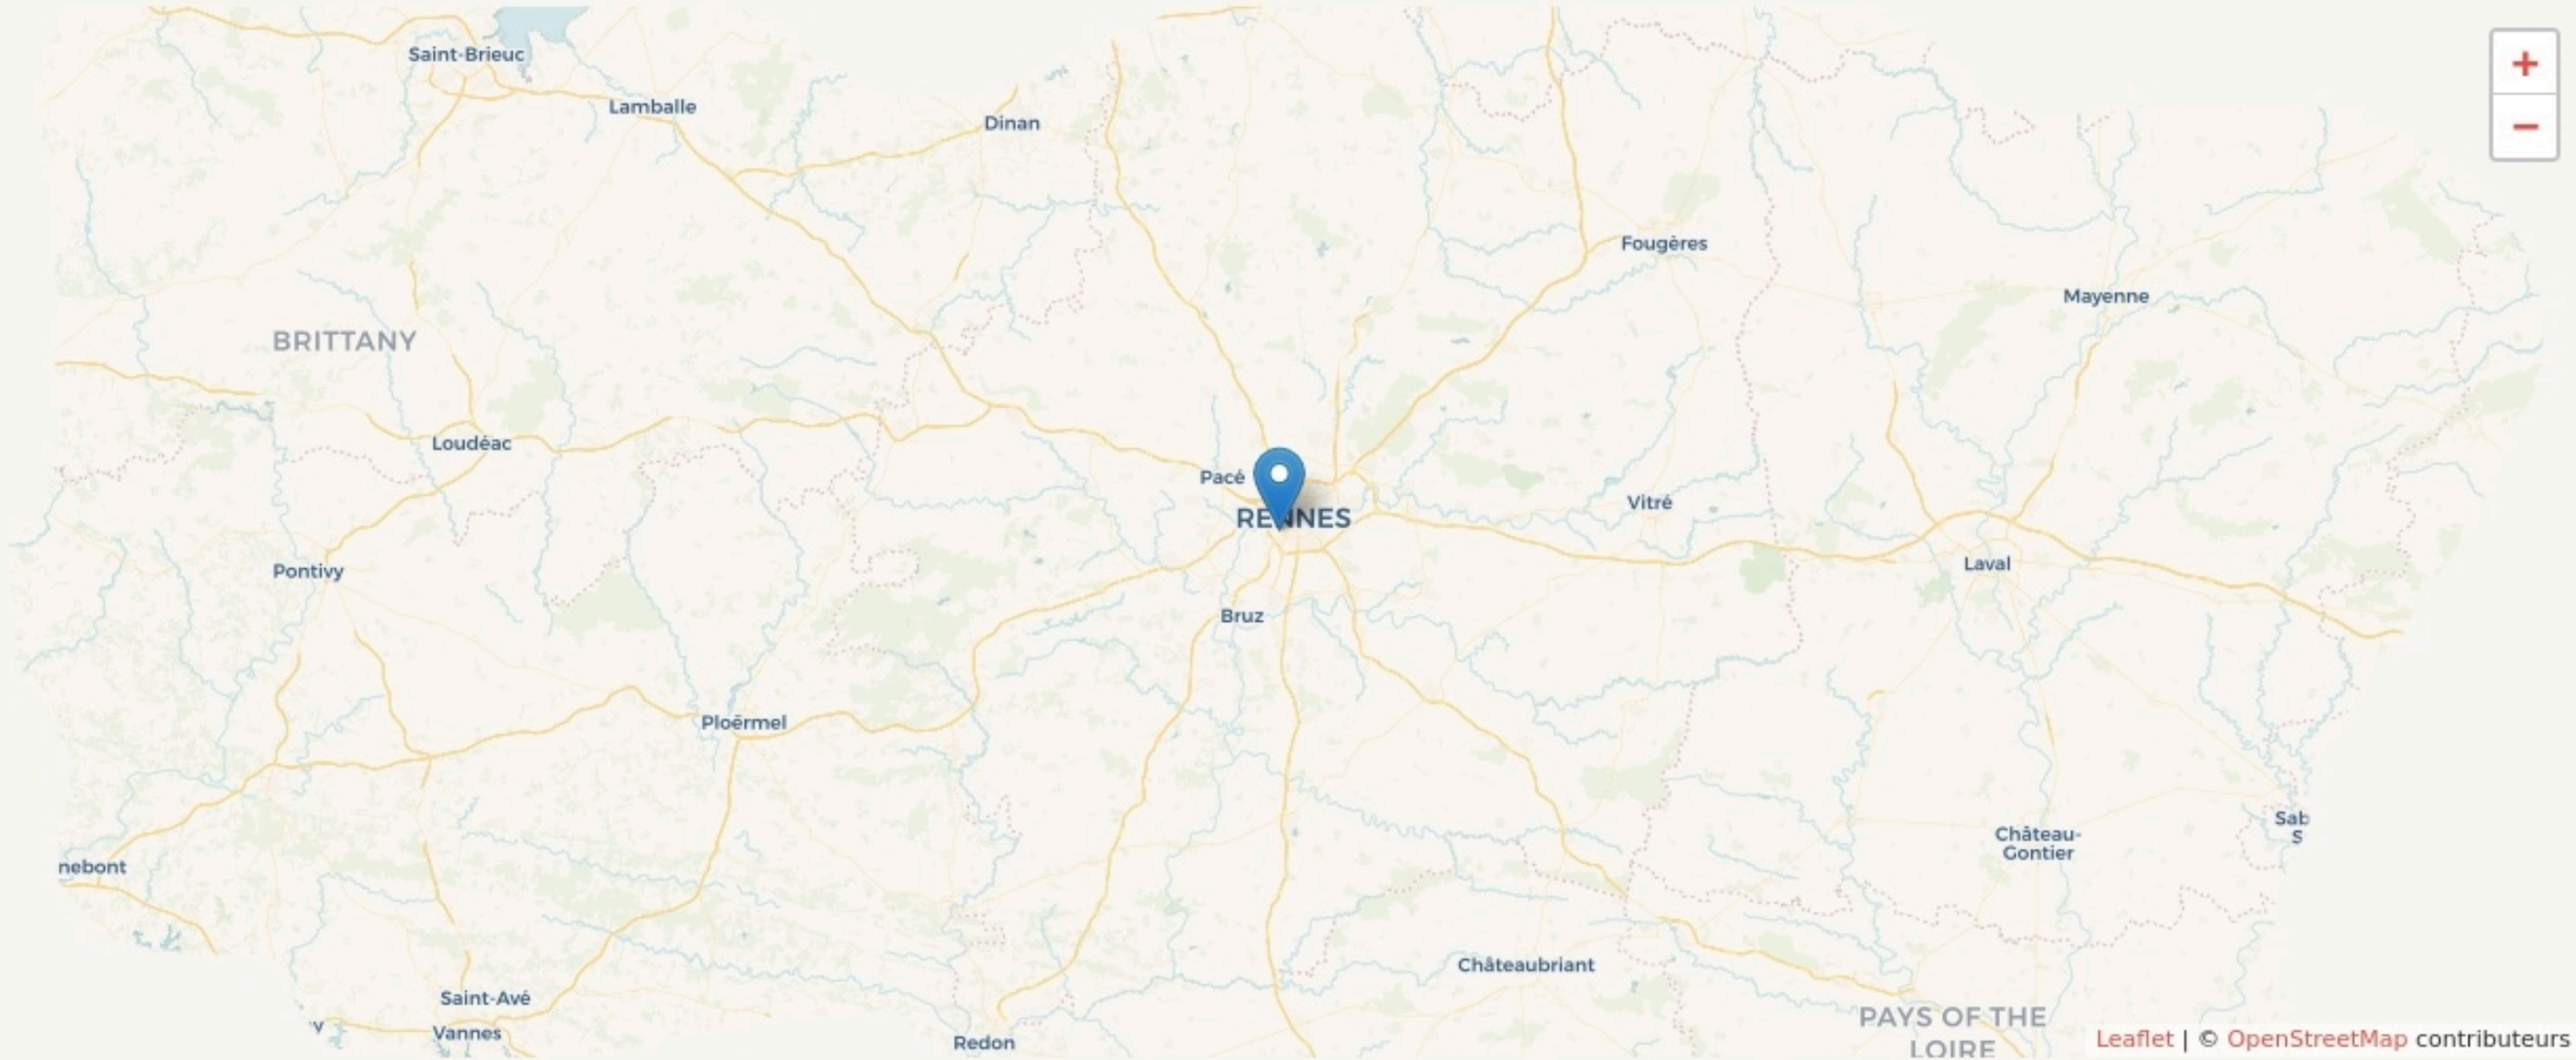 Saint-Brieuc
Lamballe
Dinan
+
−
Fougères
Mayenne
BRITTANY
Loudéac
Pacé
RENNES
Vitré
Pontivy
Laval
Bruz
Ploërmel
Sab
S
nebont
Château-
Gontier
Châteaubriant
Saint-Avé
Vannes
y
Redon
PAYS OF THE
LOIRE
Leaflet | © OpenStreetMap contributeurs